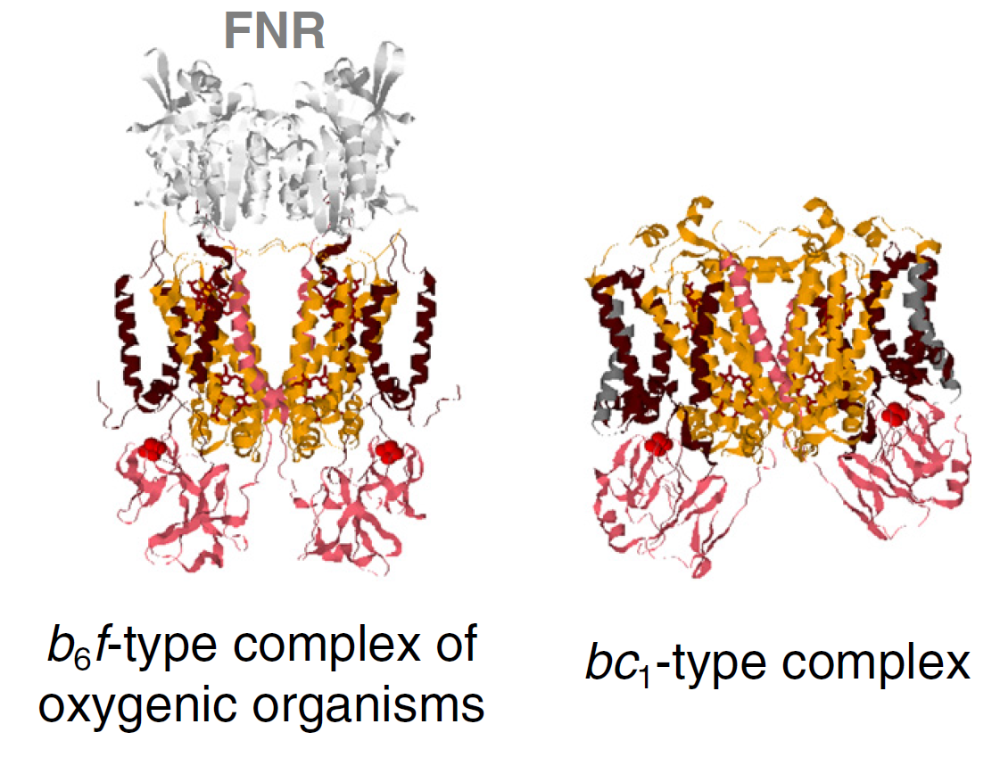 FNR
b₆f-type complex of
oxygenic organisms
bc₁-type complex